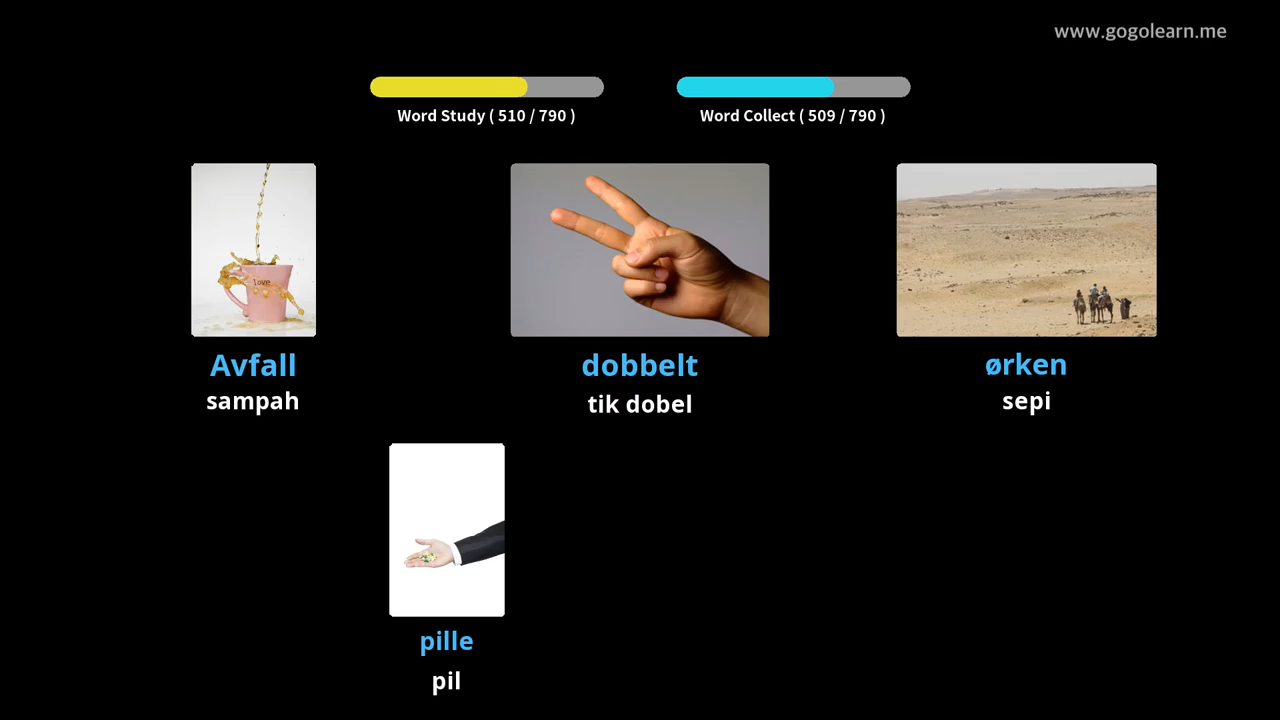 www.gogolearn.me
Word Study ( 510 / 790 )
Word Collect ( 509 / 790 )
love
Avfall
sampah
dobbelt
tik dobel
ørken
sepi
pille
pil